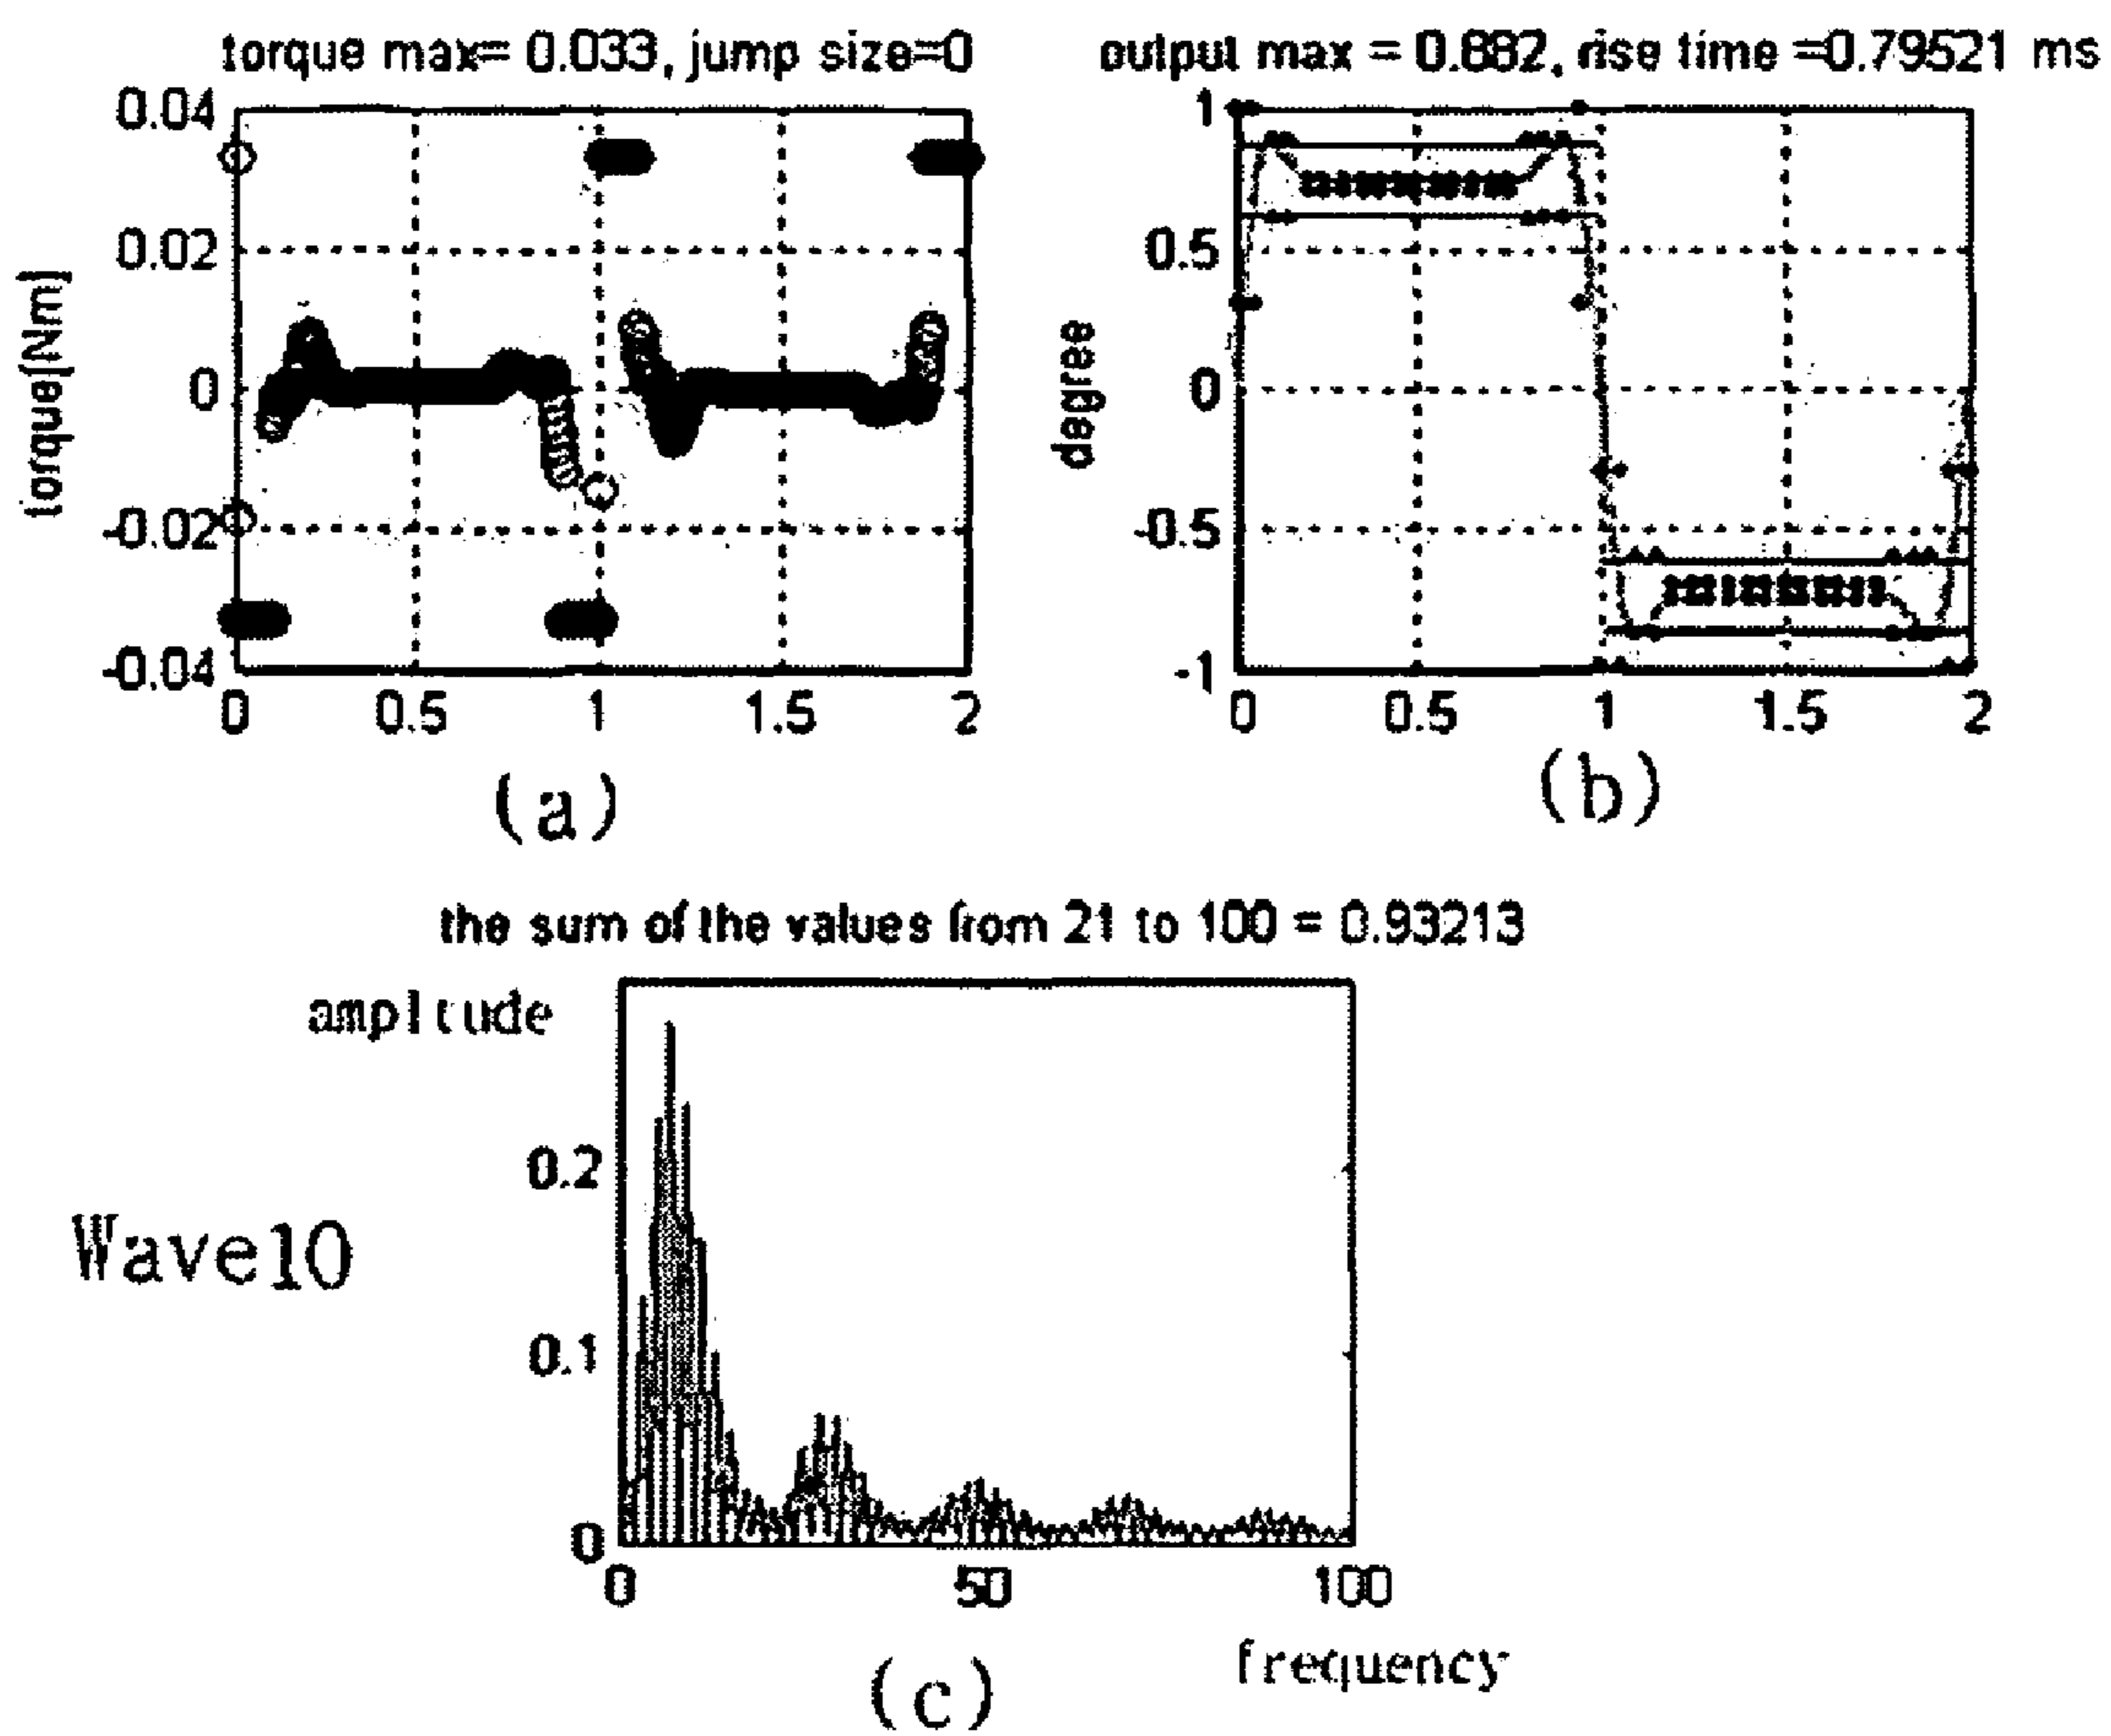 torque max= 0.033, jump size=0
0.04
0.02
0
-0.02
-0.04
torque[Nm]
0 0.5 1 1.5 2
(a)
output max = 0.882, rise time =0.79521 ms
1
0.5
0
-0.5
-1
degree
0 0.5 1 1.5 2
(b)
the sum of the values from 21 to 100 = 0.93213
ampltude
0.2
0.1
0
Wave10
0 50 100
frequency
(c)